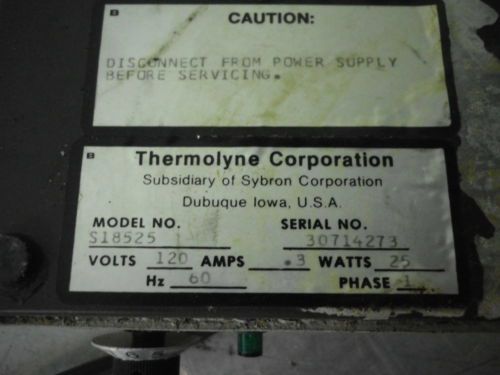 B
CAUTION:
DISCONNECT FROM POWER SUPPLY
BEFORE SERVICING.
B
Thermolyne Corporation
Subsidiary of Sybron Corporation
Dubuque Iowa, U.S.A.
MODEL NO. SERIAL NO.
S18525 30714273
VOLTS 120 AMPS .3 WATTS 25
Hz 60 PHASE 1